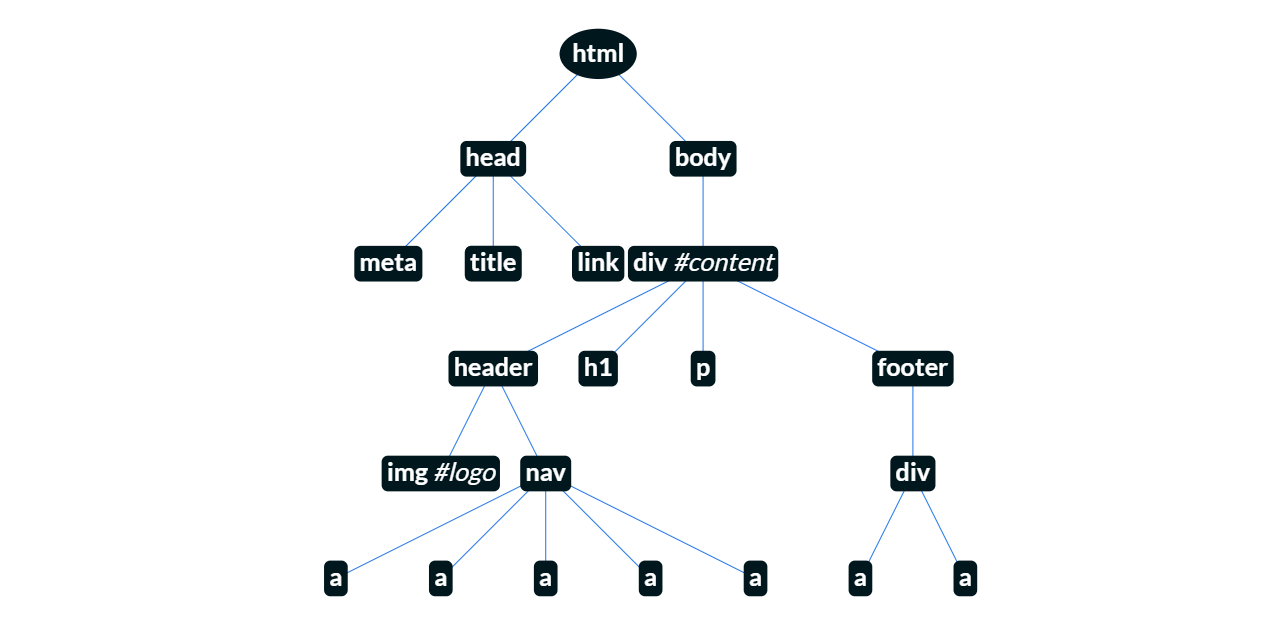 html
head body
meta title link div #content
header h1 p footer
img #logo nav div
a a a a a a a